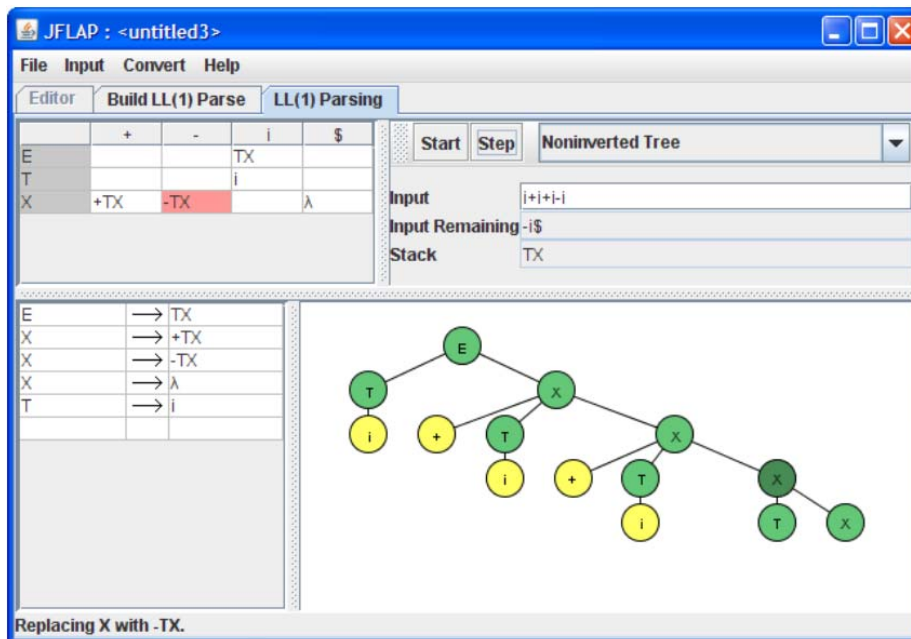 JFLAP : <untitled3>
File Input Convert Help
Editor Build LL(1) Parse LL(1) Parsing
+ - i $
E TX
T i
X +TX -TX λ
Start Step Noninverted Tree
Input i+i+i-i
Input Remaining -i$
Stack TX
E → TX
X → +TX
X → -TX
X → λ
T → i
E
T X
i + T X
i + T X
i T X
Replacing X with -TX.